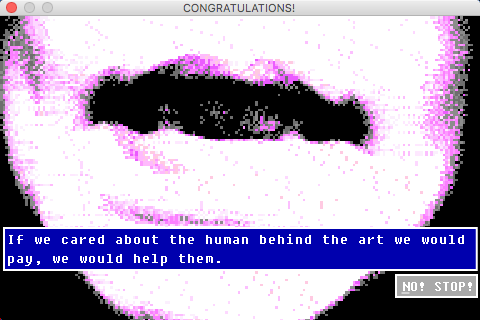 CONGRATULATIONS!
If we cared about the human behind the art we would
pay, we would help them.
NO! STOP!